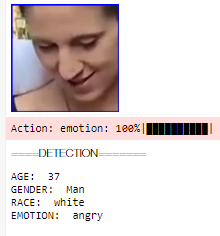 Action: emotion: 100%|██████████|
====DETECTION=======
AGE: 37
GENDER: Man
RACE: white
EMOTION: angry